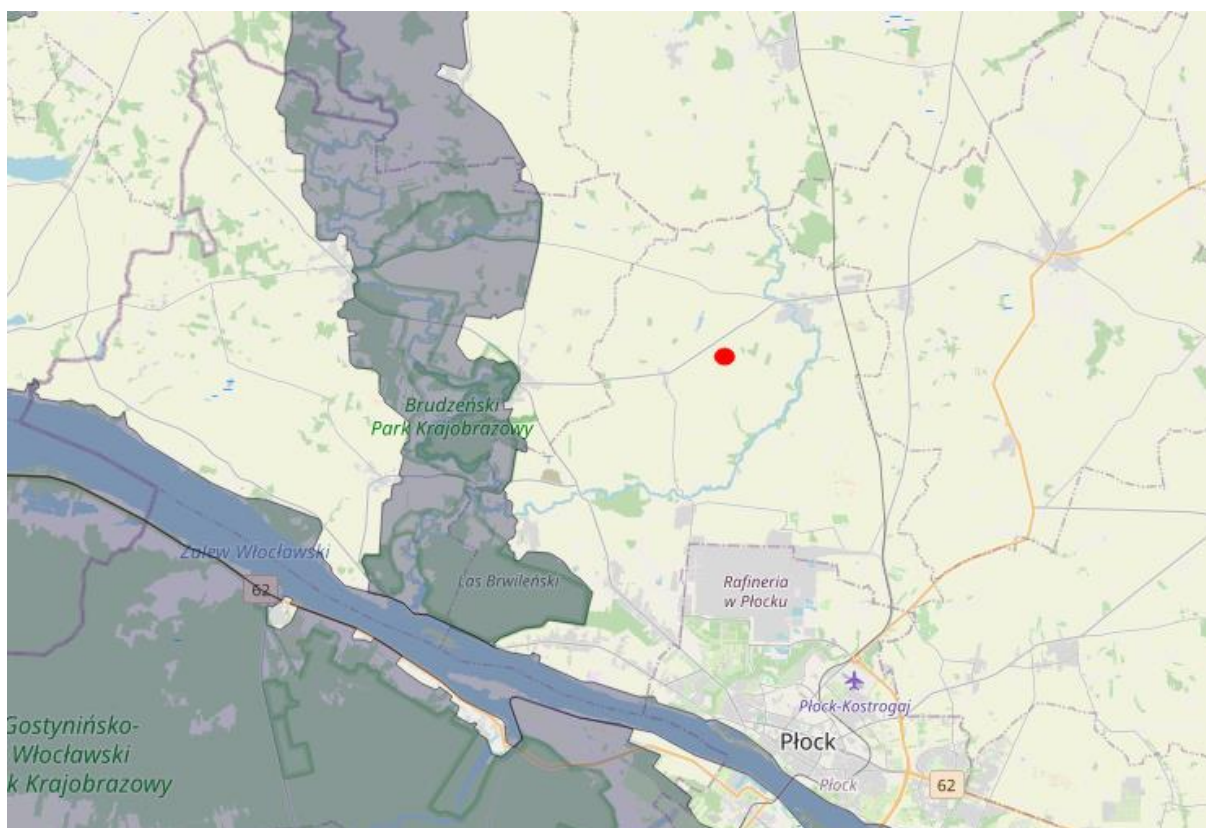 Brudzeński
Park Krajobrazowy
Zalew Włocławski
62
Las Brwileński
Rafineria
w Płocku
Płock-Kostrogaj
Gostynińsko-
Włocławski
k Krajobrazowy
Płock
Płock
62